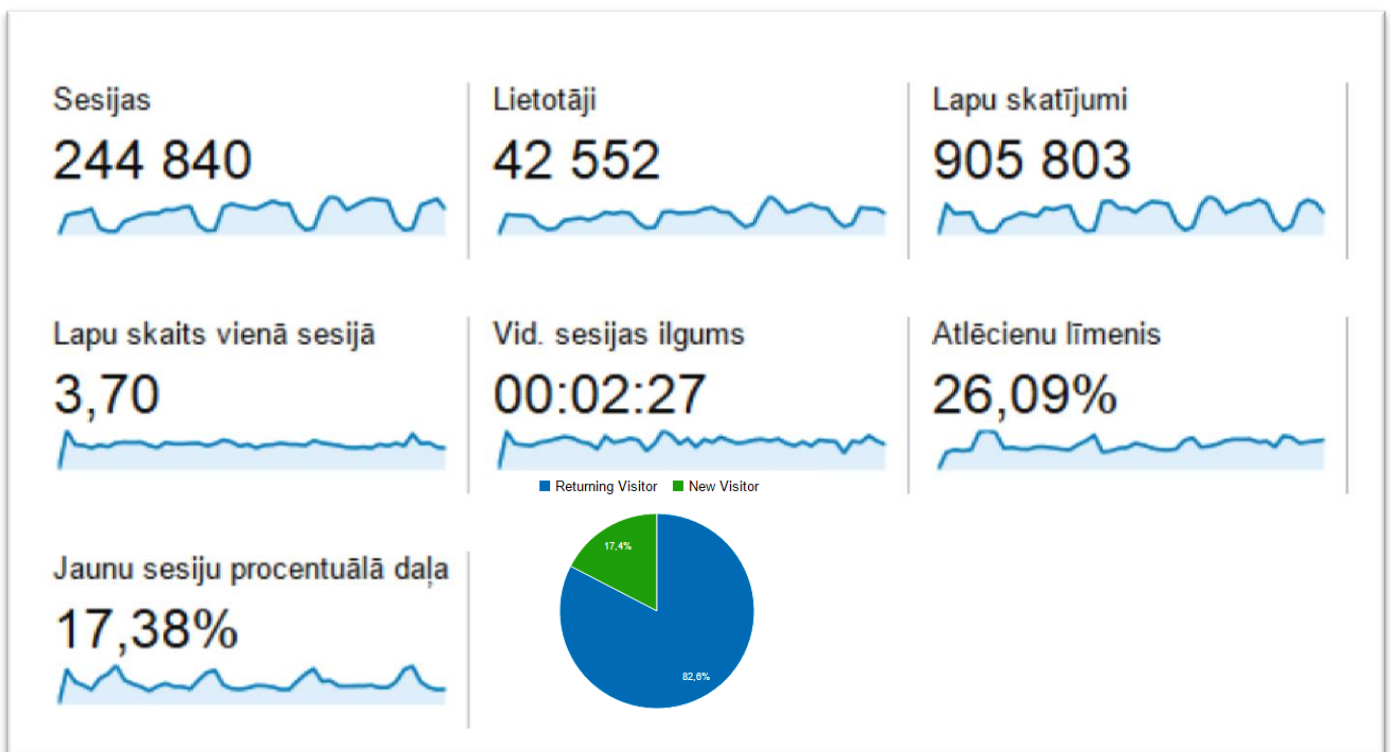 Sesijas
244 840
Lietotāji
42 552
Lapu skatījumi
905 803
Lapu skaits vienā sesijā
3,70
Vid. sesijas ilgums
00:02:27
Atlēcienu līmenis
26,09%
Jaunu sesiju procentuālā daļa
17,38%
Returning Visitor
New Visitor
17,4%
82,6%